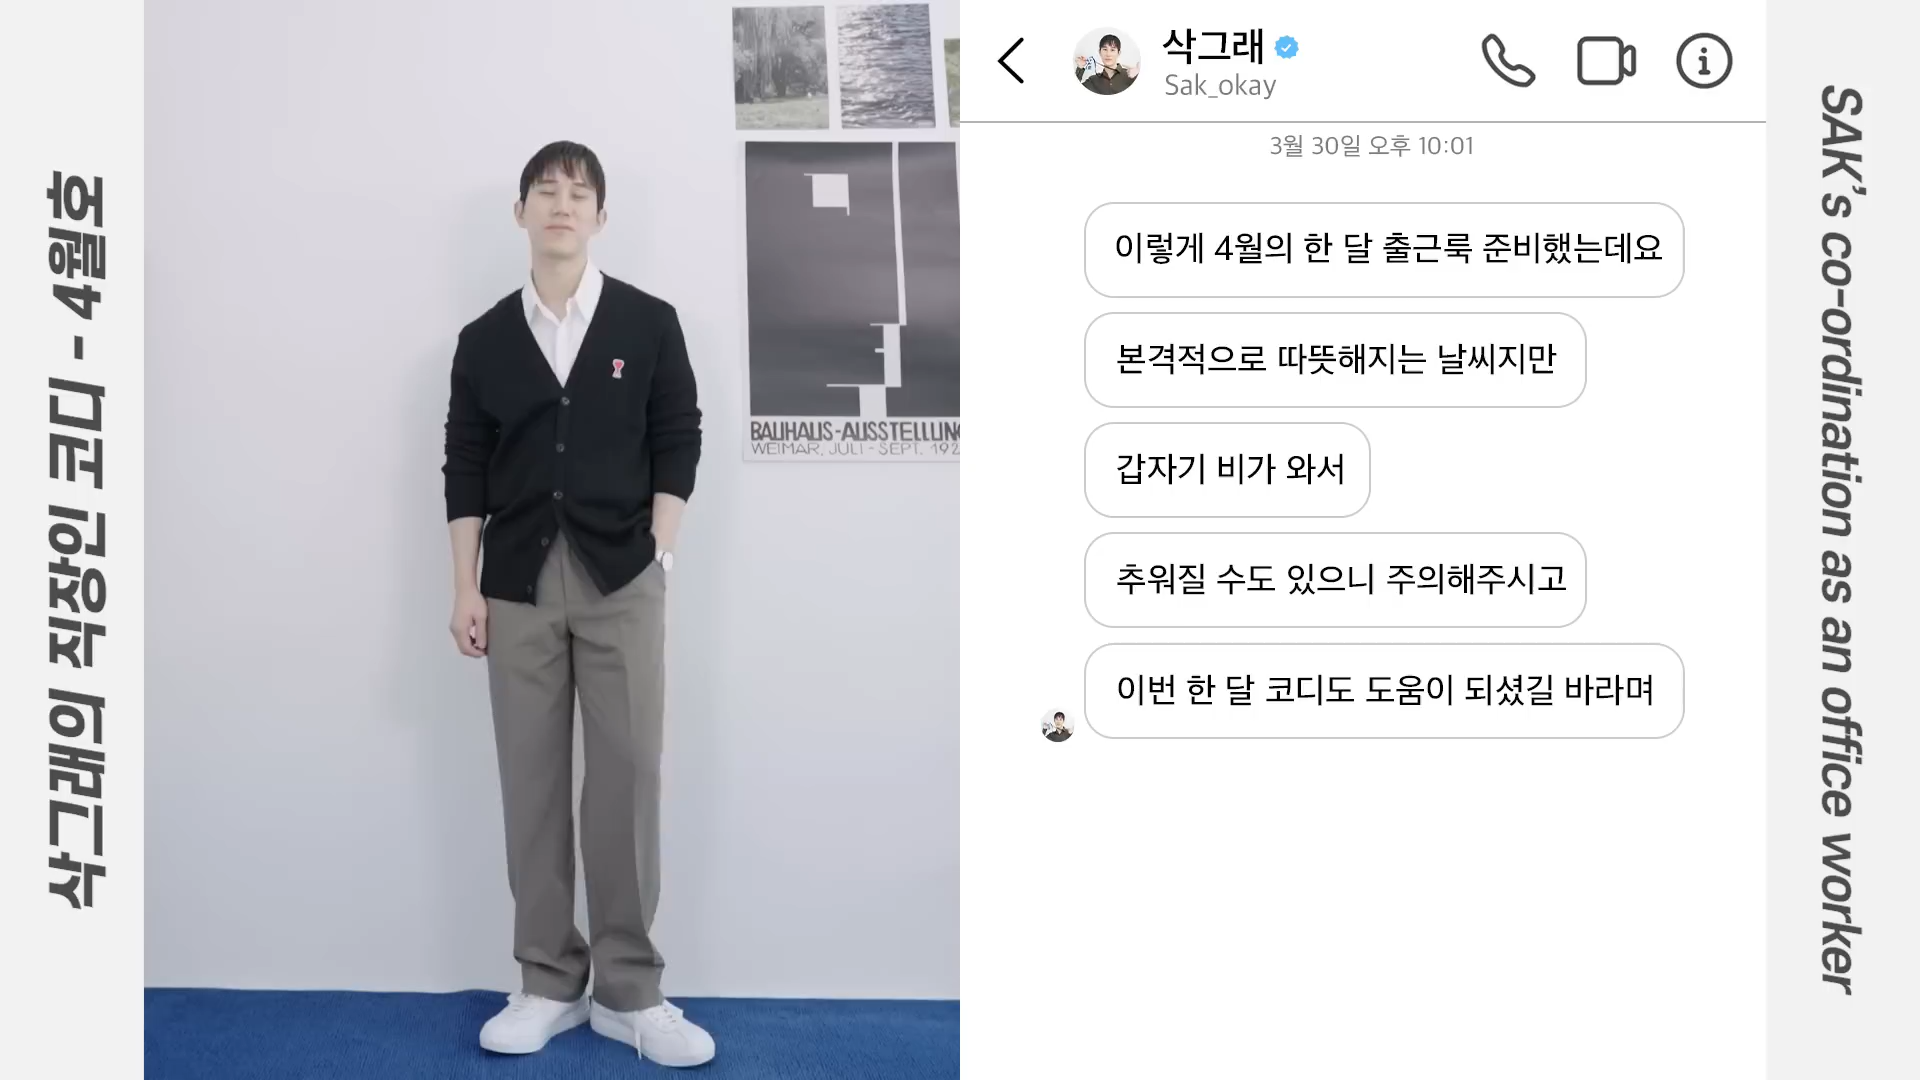 삭그래의 직장인 코디 - 4월호
BAUHAUS-AUSSTELLUNG
WEIMAR, JULI - SEPT. 192
삭그래
Sak_okay
3월 30일 오후 10:01
이렇게 4월의 한 달 출근룩 준비했는데요
본격적으로 따뜻해지는 날씨지만
갑자기 비가 와서
추워질 수도 있으니 주의해주시고
이번 한 달 코디도 도움이 되셨길 바라며
SAK's co-ordination as an office worker